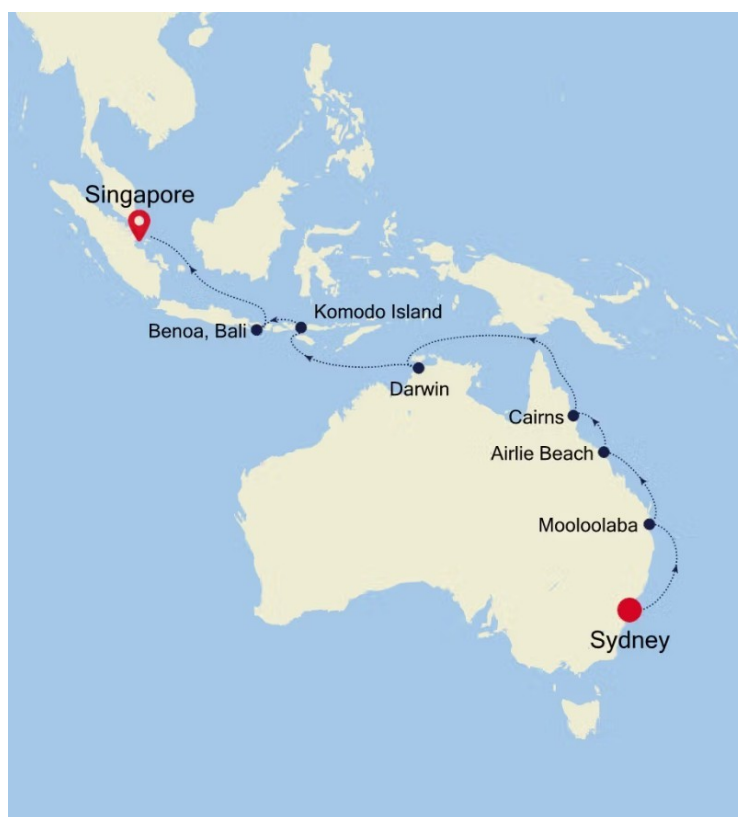 Singapore
Komodo Island
Benoa, Bali
Darwin
Cairns
Airlie Beach
Mooloolaba
Sydney